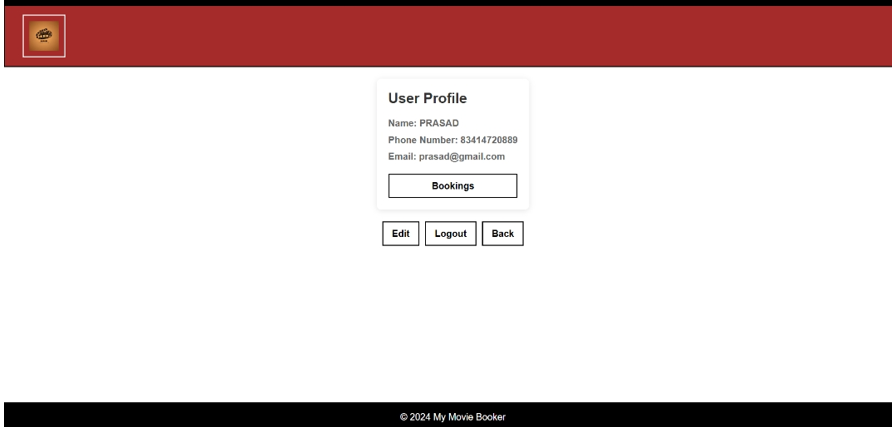 User Profile
Name: PRASAD
Phone Number: 83414720889
Email: prasad@gmail.com
Bookings
Edit Logout Back
© 2024 My Movie Booker